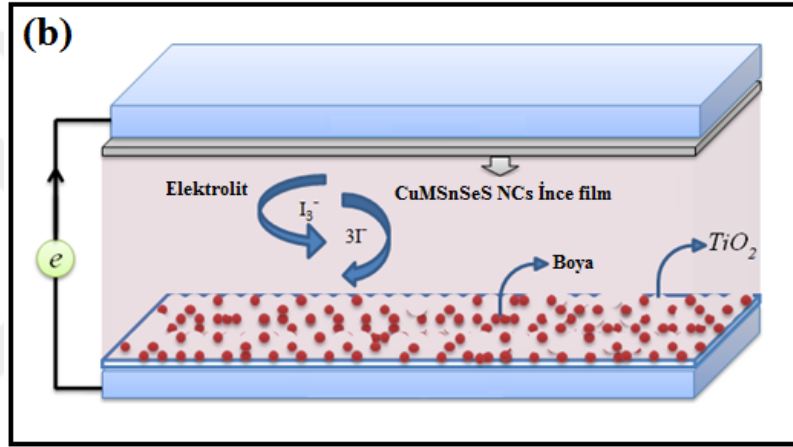 (b)
Elektrolit
I₃⁻
3I⁻
CuMSnSeS NCs İnce film
Boya
TiO₂
e